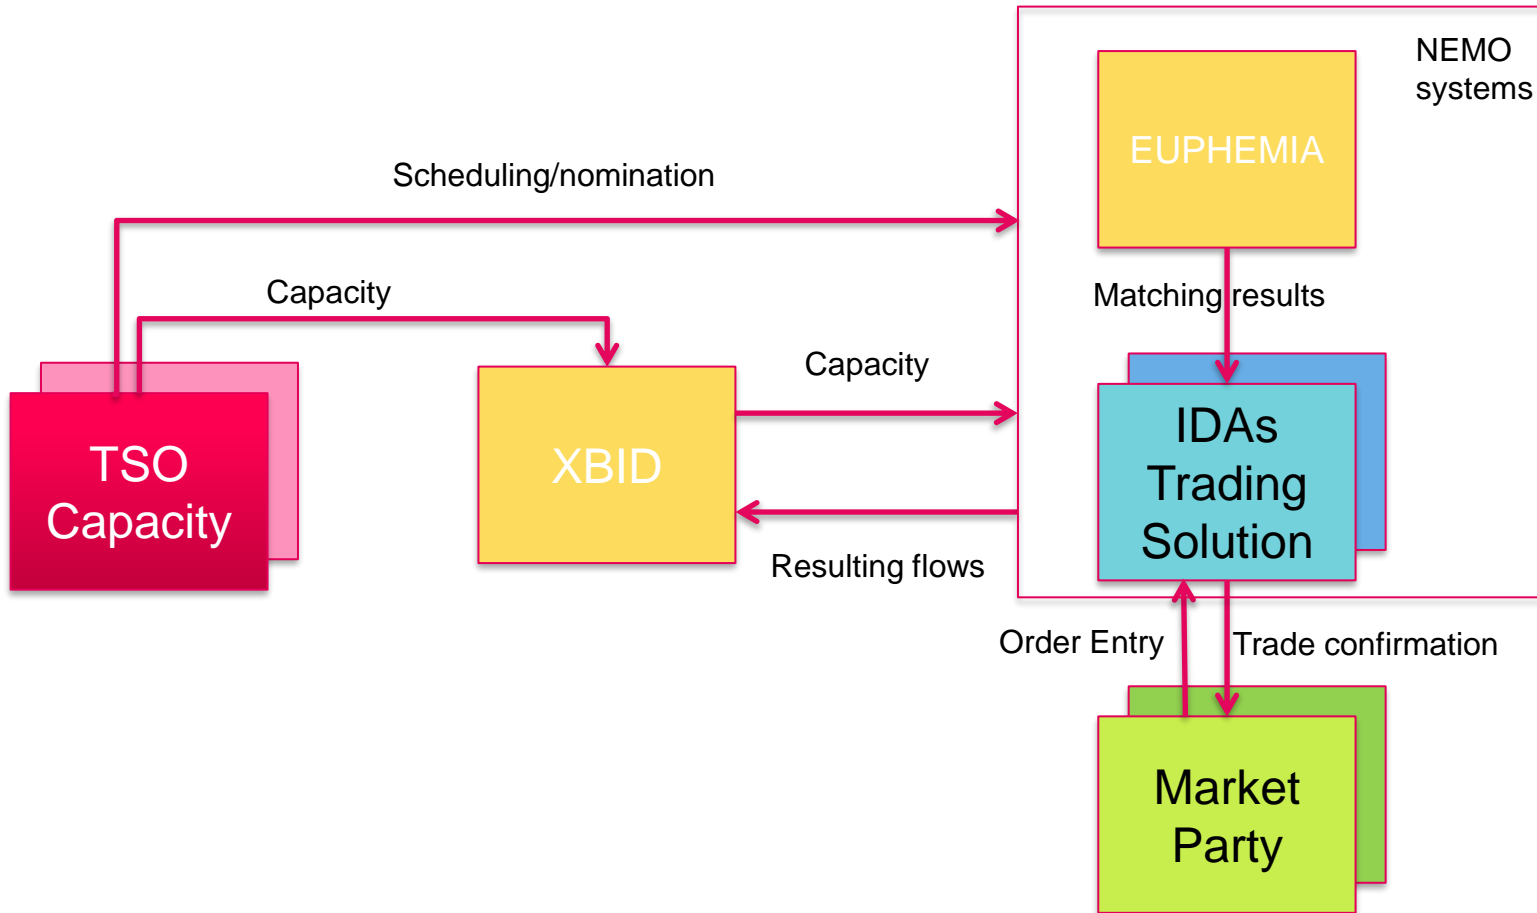 NEMO
systems
EUPHEMIA
Scheduling/nomination
Capacity
Matching results
Capacity
TSO
Capacity
XBID
IDAs
Trading
Solution
Resulting flows
Order Entry
Trade confirmation
Market
Party